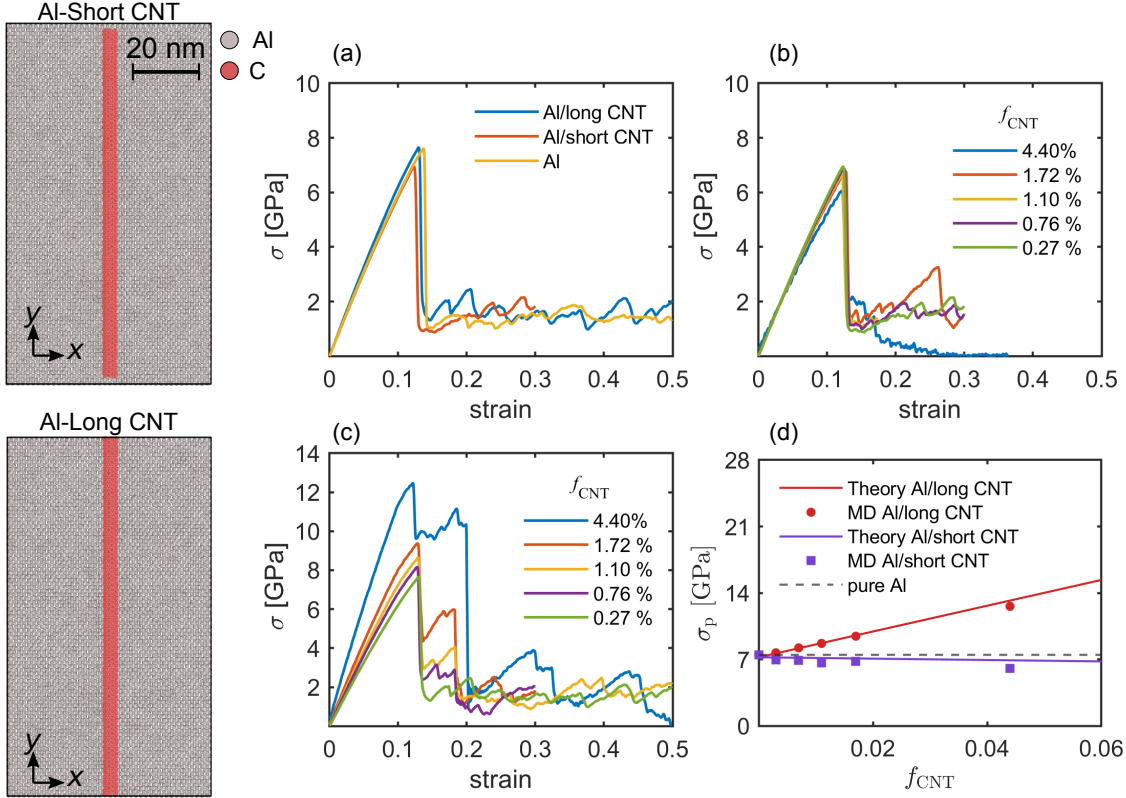 Al-Short CNT
20 nm
Al
C
y
x
Al-Long CNT
y
x
(a)
10
8
6
4
2
σ [GPa]
Al/long CNT
Al/short CNT
Al
0
0.1
0.2
0.3
0.4
0.5
strain
(b)
10
8
6
4
2
σ [GPa]
fCNT
4.40%
1.72 %
1.10 %
0.76 %
0.27 %
0
0.1
0.2
0.3
0.4
0.5
strain
(c)
14
12
10
8
6
4
2
σ [GPa]
fCNT
4.40%
1.72 %
1.10 %
0.76 %
0.27 %
0
0.1
0.2
0.3
0.4
0.5
strain
(d)
28
21
14
7
0
σp [GPa]
Theory Al/long CNT
MD Al/long CNT
Theory Al/short CNT
MD Al/short CNT
pure Al
0.02
0.04
0.06
fCNT